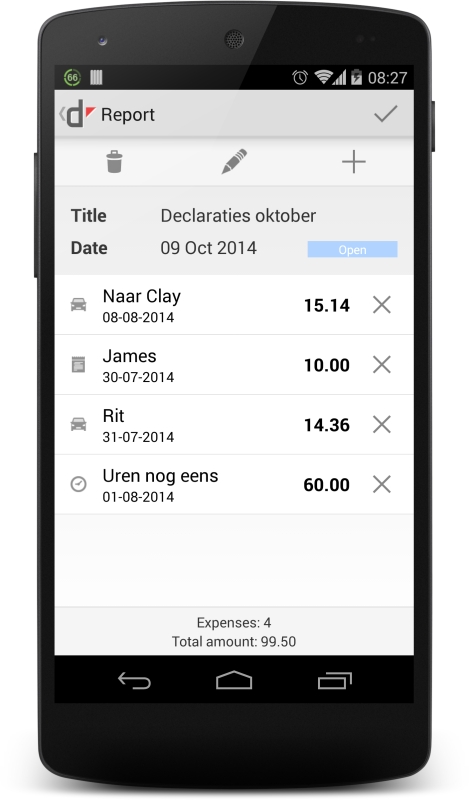 66
08:27
d Report
Title Declaraties oktober
Date 09 Oct 2014 Open
Naar Clay 15.14
08-08-2014
James 10.00
30-07-2014
Rit 14.36
31-07-2014
Uren nog eens 60.00
01-08-2014
Expenses: 4
Total amount: 99.50